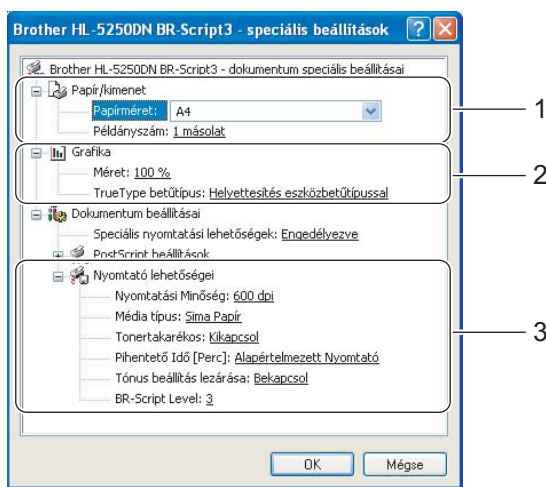 Brother HL-5250DN BR-Script3 - speciális beállítások
Brother HL-5250DN BR-Script3 - dokumentum speciális beállításai
Papír/kimenet
Papírméret: A4
Példányszám: 1 másolat
1
Grafika
Méret: 100 %
TrueType betűtípus: Helyettesítés eszközbetűtípussal
2
Dokumentum beállításai
Speciális nyomtatási lehetőségek: Engedélyezve
PostScript beállítások
Nyomtató lehetőségei
Nyomtatási Minőség: 600 dpi
Média típus: Sima Papír
Tonertakarékos: Kikapcsol
Pihentető Idő [Perc]: Alapértelmezett Nyomtató
Tónus beállítás lezárása: Bekapcsol
BR-Script Level: 3
3
OK Mégse